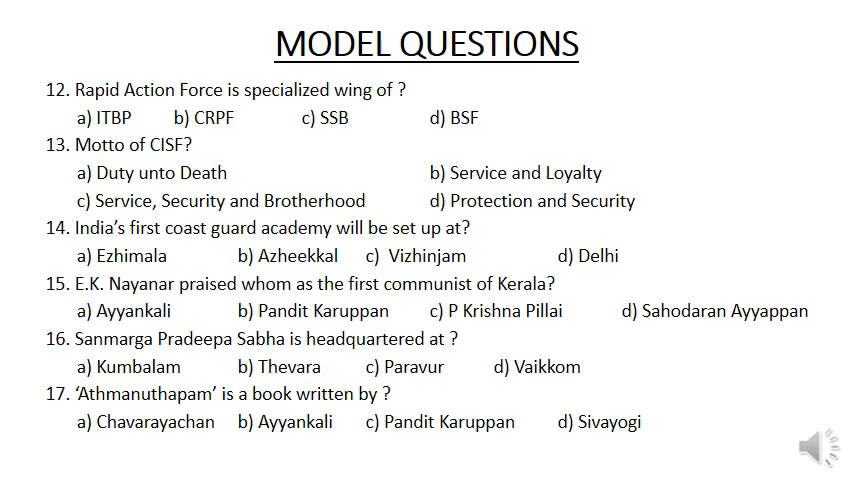 MODEL QUESTIONS
12. Rapid Action Force is specialized wing of ?
a) ITBP b) CRPF c) SSB d) BSF
13. Motto of CISF?
a) Duty unto Death b) Service and Loyalty
c) Service, Security and Brotherhood d) Protection and Security
14. India’s first coast guard academy will be set up at?
a) Ezhimala b) Azheekkal c) Vizhinjam d) Delhi
15. E.K. Nayanar praised whom as the first communist of Kerala?
a) Ayyankali b) Pandit Karuppan c) P Krishna Pillai d) Sahodaran Ayyappan
16. Sanmarga Pradeepa Sabha is headquartered at ?
a) Kumbalam b) Thevara c) Paravur d) Vaikkom
17. ‘Athmanuthapam’ is a book written by ?
a) Chavarayachan b) Ayyankali c) Pandit Karuppan d) Sivayogi